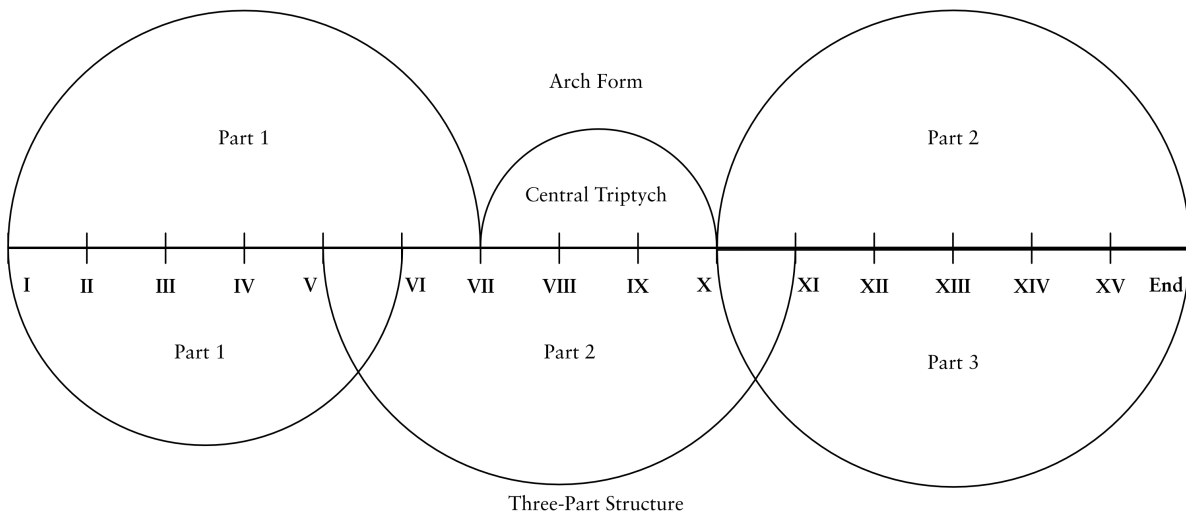 Arch Form
Part 1
Part 2
Central Triptych
I II III IV V VI VII VIII IX X XI XII XIII XIV XV End
Part 1
Part 2
Part 3
Three-Part Structure